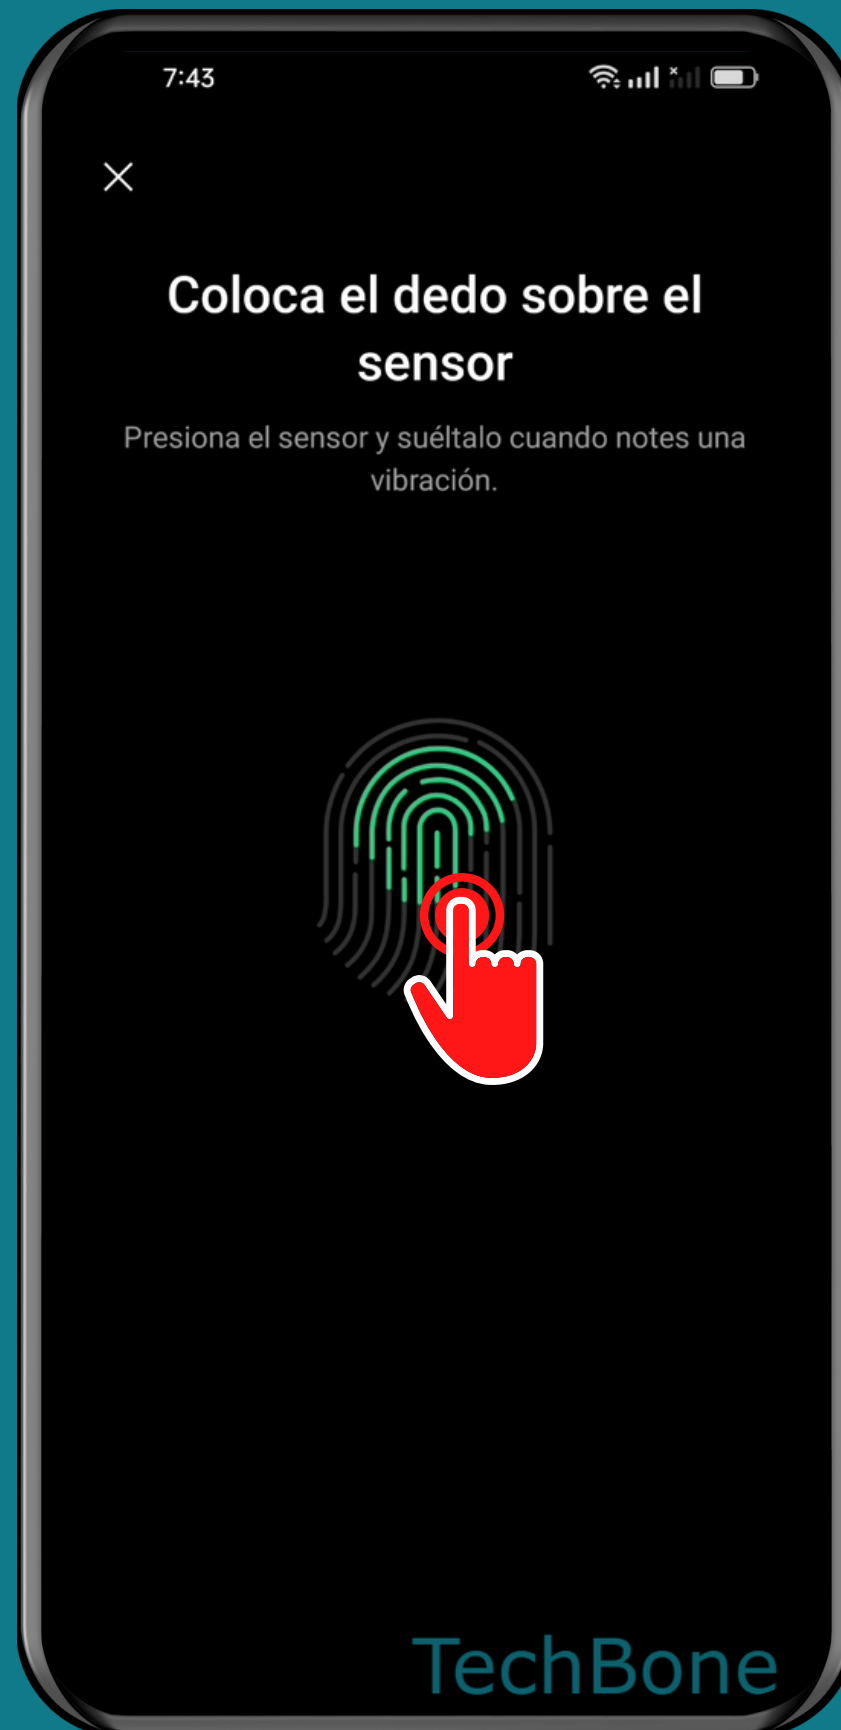 7:43
Coloca el dedo sobre el
sensor
Presiona el sensor y suéltalo cuando notes una
vibración.
TechBone